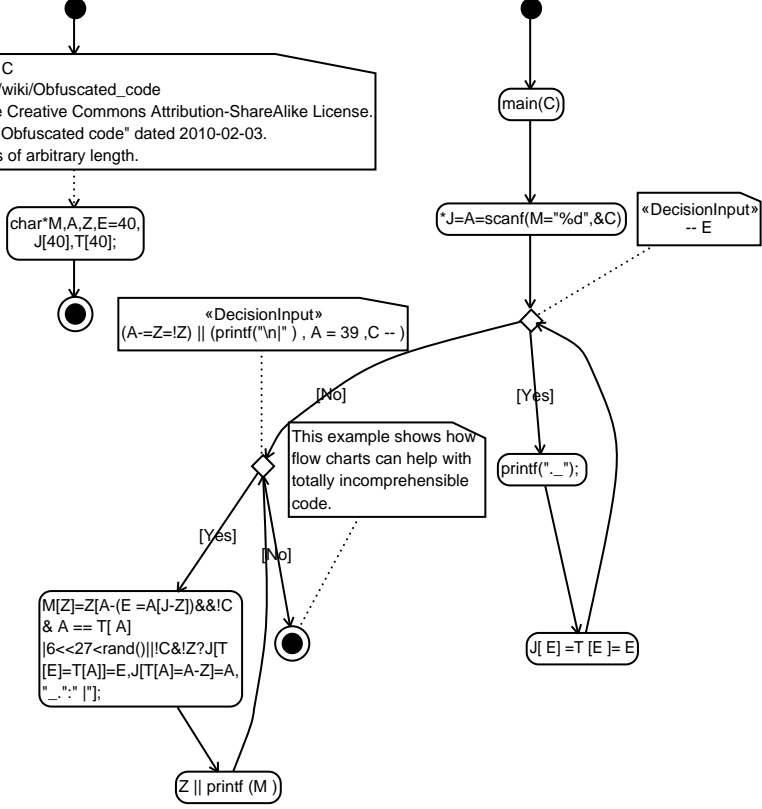 C
/wiki/Obfuscated_code
e Creative Commons Attribution-ShareAlike License.
Obfuscated code" dated 2010-02-03.
s of arbitrary length.
char*M,A,Z,E=40,
J[40],T[40];
main(C)
*J=A=scanf(M="%d",&C)
«DecisionInput»
-- E
«DecisionInput»
(A-=Z=!Z) || (printf("\n|" ) , A = 39 ,C -- )
[No]
[Yes]
This example shows how
flow charts can help with
totally incomprehensible
code.
printf("._");
[Yes]
[No]
M[Z]=Z[A-(E =A[J-Z])&&!C
& A == T[ A]
|6<<27<rand()||!C&!Z?J[T
[E]=T[A]]=E,J[T[A]=A-Z]=A,
"_.":" |"];
J[ E] =T [E ]= E
Z || printf (M )